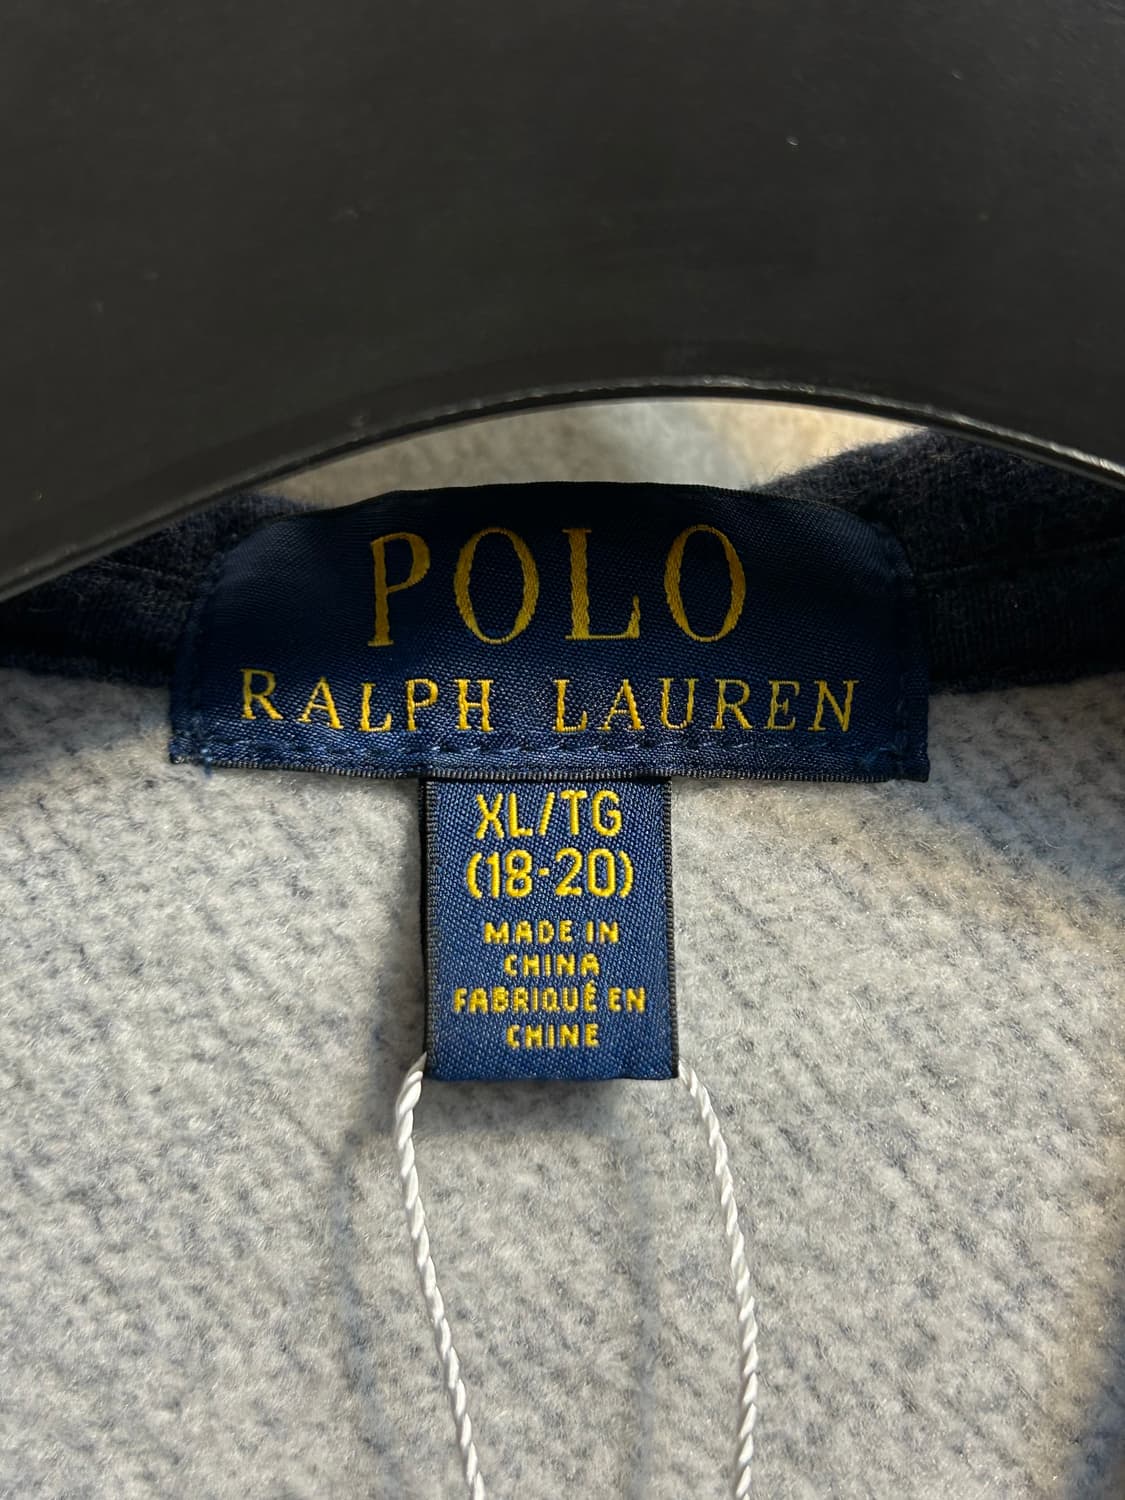 POLO
RALPH LAUREN
XL/TG
(18-20)
MADE IN
CHINA
FABRIQUÉ EN
CHINE